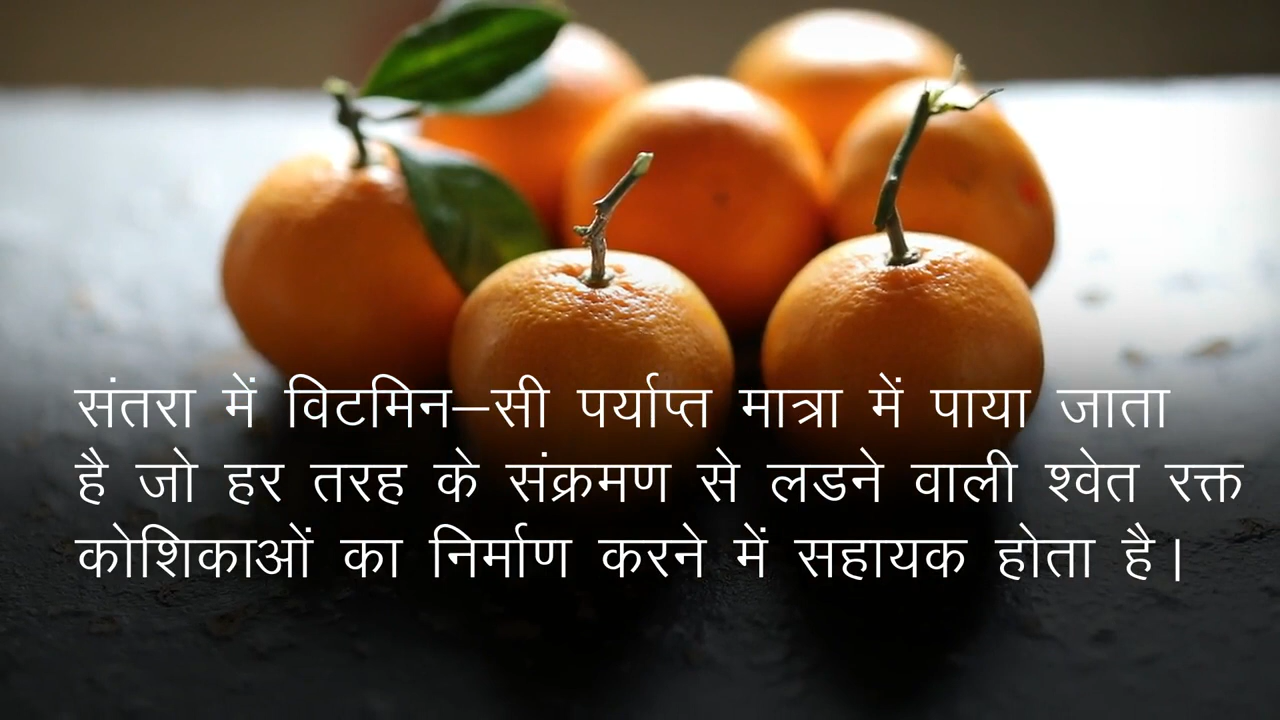 संतरा में विटमिन–सी पर्याप्त मात्रा में पाया जाता
है जो हर तरह के संक्रमण से लडने वाली श्वेत रक्त
कोशिकाओं का निर्माण करने में सहायक होता है।